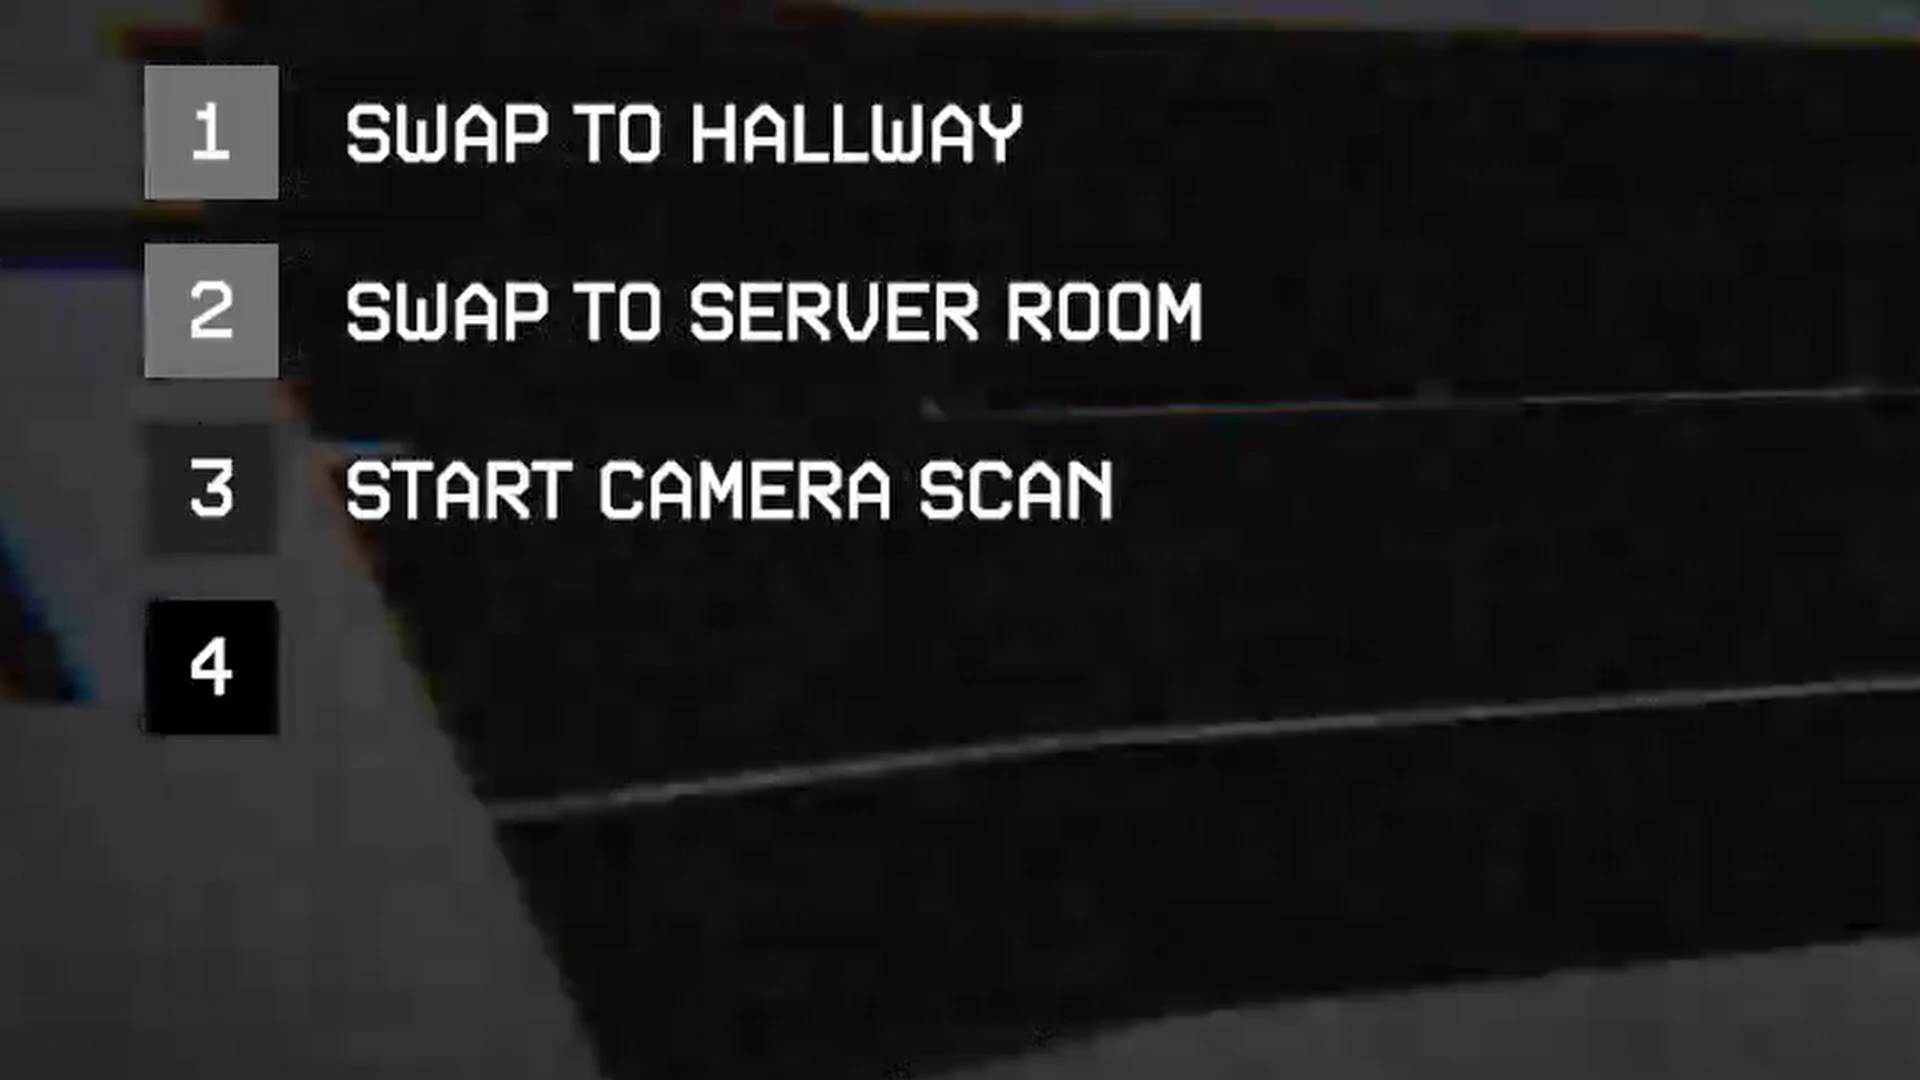 1 SWAP TO HALLWAY
2 SWAP TO SERVER ROOM
3 START CAMERA SCAN
4